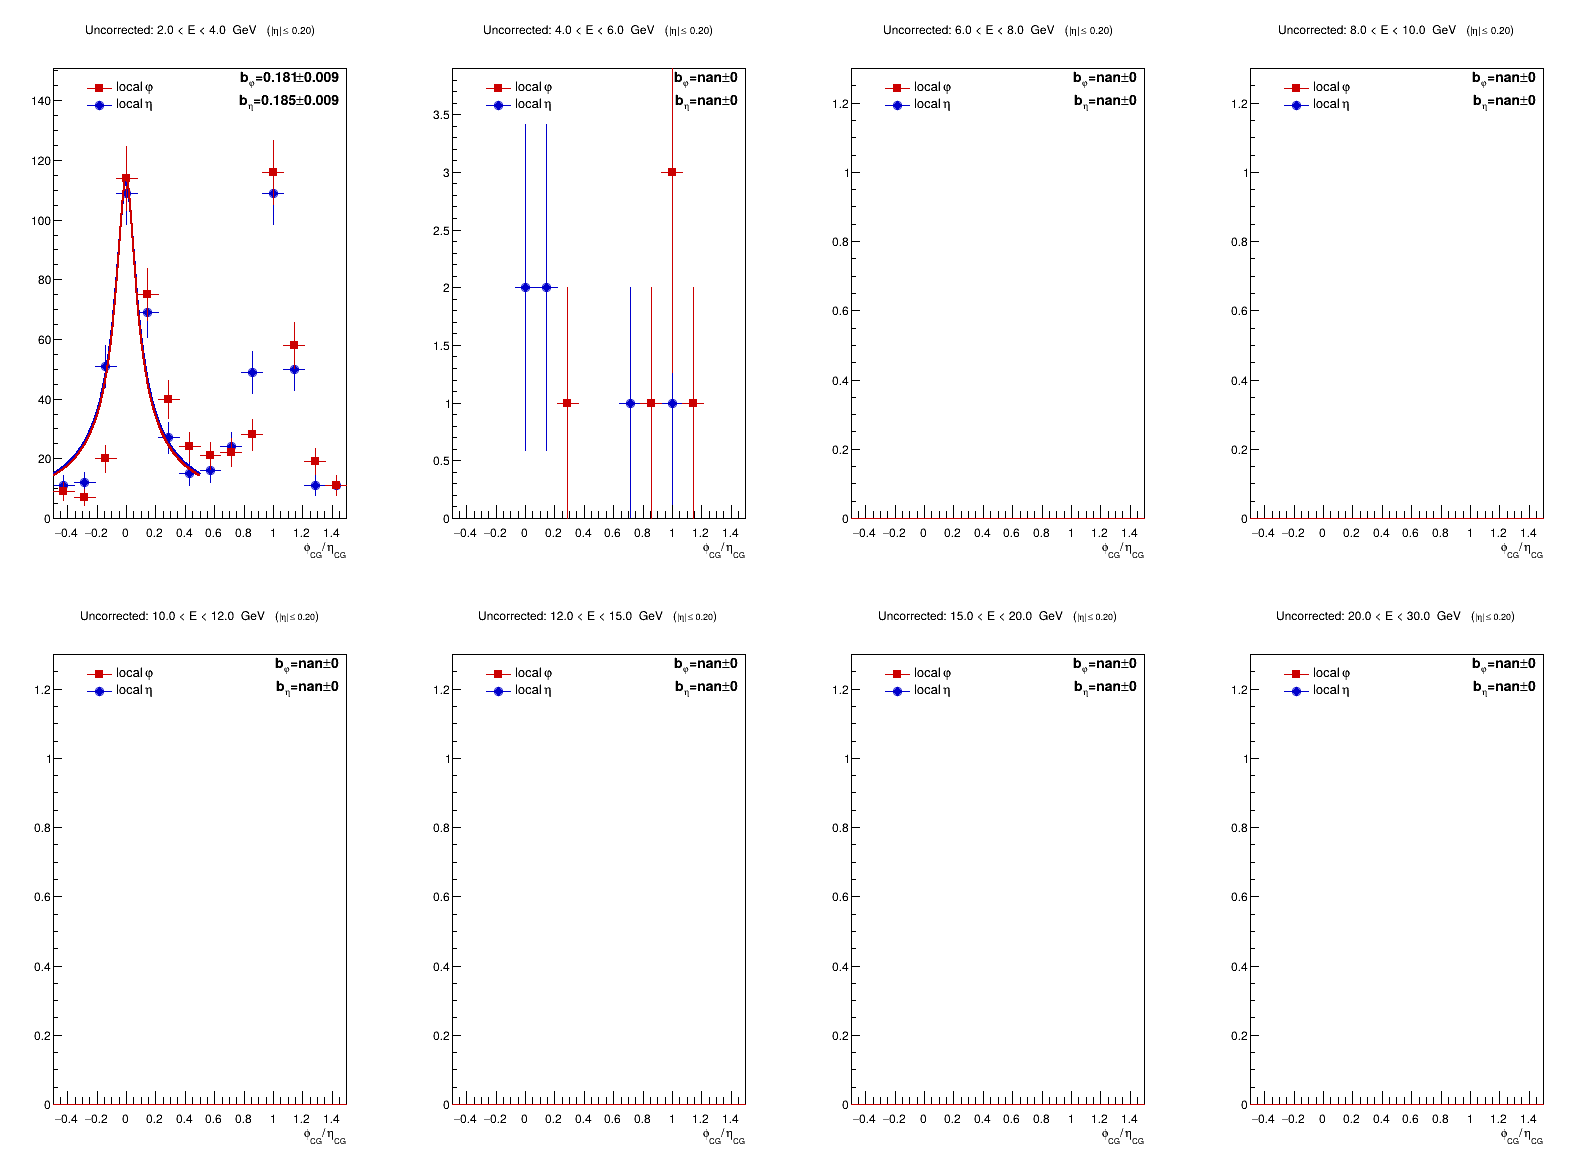 Uncorrected: 2.0 < E < 4.0 GeV (|η| ≤ 0.20)
local φ
local η
b_φ=0.181±0.009
b_η=0.185±0.009
140
120
100
80
60
40
20
0
−0.4 −0.2 0 0.2 0.4 0.6 0.8 1 1.2 1.4
ϕ_CG/η_CG
Uncorrected: 4.0 < E < 6.0 GeV (|η| ≤ 0.20)
local φ
local η
b_φ=nan±0
b_η=nan±0
3.5
3
2.5
2
1.5
1
0.5
0
−0.4 −0.2 0 0.2 0.4 0.6 0.8 1 1.2 1.4
ϕ_CG/η_CG
Uncorrected: 6.0 < E < 8.0 GeV (|η| ≤ 0.20)
local φ
local η
b_φ=nan±0
b_η=nan±0
1.2
1
0.8
0.6
0.4
0.2
0
−0.4 −0.2 0 0.2 0.4 0.6 0.8 1 1.2 1.4
ϕ_CG/η_CG
Uncorrected: 8.0 < E < 10.0 GeV (|η| ≤ 0.20)
local φ
local η
b_φ=nan±0
b_η=nan±0
1.2
1
0.8
0.6
0.4
0.2
0
−0.4 −0.2 0 0.2 0.4 0.6 0.8 1 1.2 1.4
ϕ_CG/η_CG
Uncorrected: 10.0 < E < 12.0 GeV (|η| ≤ 0.20)
local φ
local η
b_φ=nan±0
b_η=nan±0
1.2
1
0.8
0.6
0.4
0.2
0
−0.4 −0.2 0 0.2 0.4 0.6 0.8 1 1.2 1.4
ϕ_CG/η_CG
Uncorrected: 12.0 < E < 15.0 GeV (|η| ≤ 0.20)
local φ
local η
b_φ=nan±0
b_η=nan±0
1.2
1
0.8
0.6
0.4
0.2
0
−0.4 −0.2 0 0.2 0.4 0.6 0.8 1 1.2 1.4
ϕ_CG/η_CG
Uncorrected: 15.0 < E < 20.0 GeV (|η| ≤ 0.20)
local φ
local η
b_φ=nan±0
b_η=nan±0
1.2
1
0.8
0.6
0.4
0.2
0
−0.4 −0.2 0 0.2 0.4 0.6 0.8 1 1.2 1.4
ϕ_CG/η_CG
Uncorrected: 20.0 < E < 30.0 GeV (|η| ≤ 0.20)
local φ
local η
b_φ=nan±0
b_η=nan±0
1.2
1
0.8
0.6
0.4
0.2
0
−0.4 −0.2 0 0.2 0.4 0.6 0.8 1 1.2 1.4
ϕ_CG/η_CG